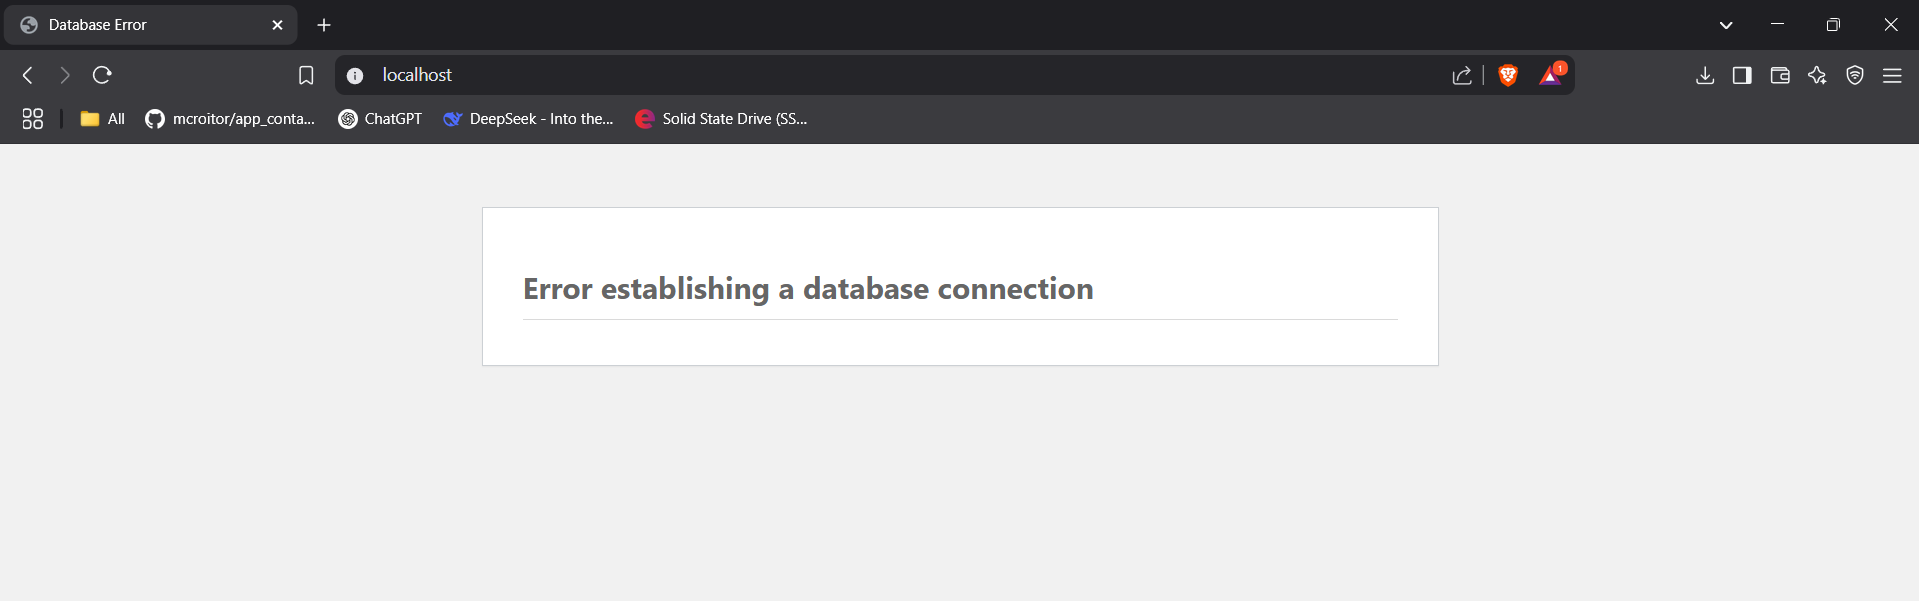 Database Error
localhost
1
All
mcroitor/app_conta...
ChatGPT
DeepSeek - Into the...
Solid State Drive (SS...
Error establishing a database connection